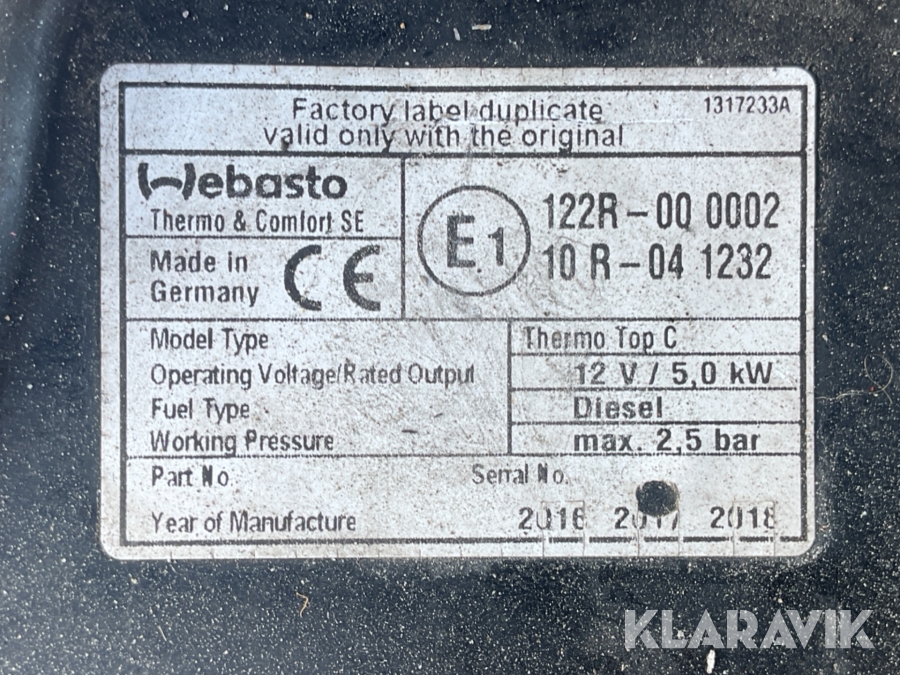 Factory label duplicate
valid only with the original
1317233A
Webasto
Thermo & Comfort SE
Made in
Germany
CE
E1
122R-00 0002
10 R-04 1232
Model Type
Thermo Top C
Operating Voltage/Rated Output
12 V / 5,0 kW
Fuel Type
Diesel
Working Pressure
max. 2,5 bar
Part No.
Serial No.
Year of Manufacture
2016 2017 2018
KLARAVIK